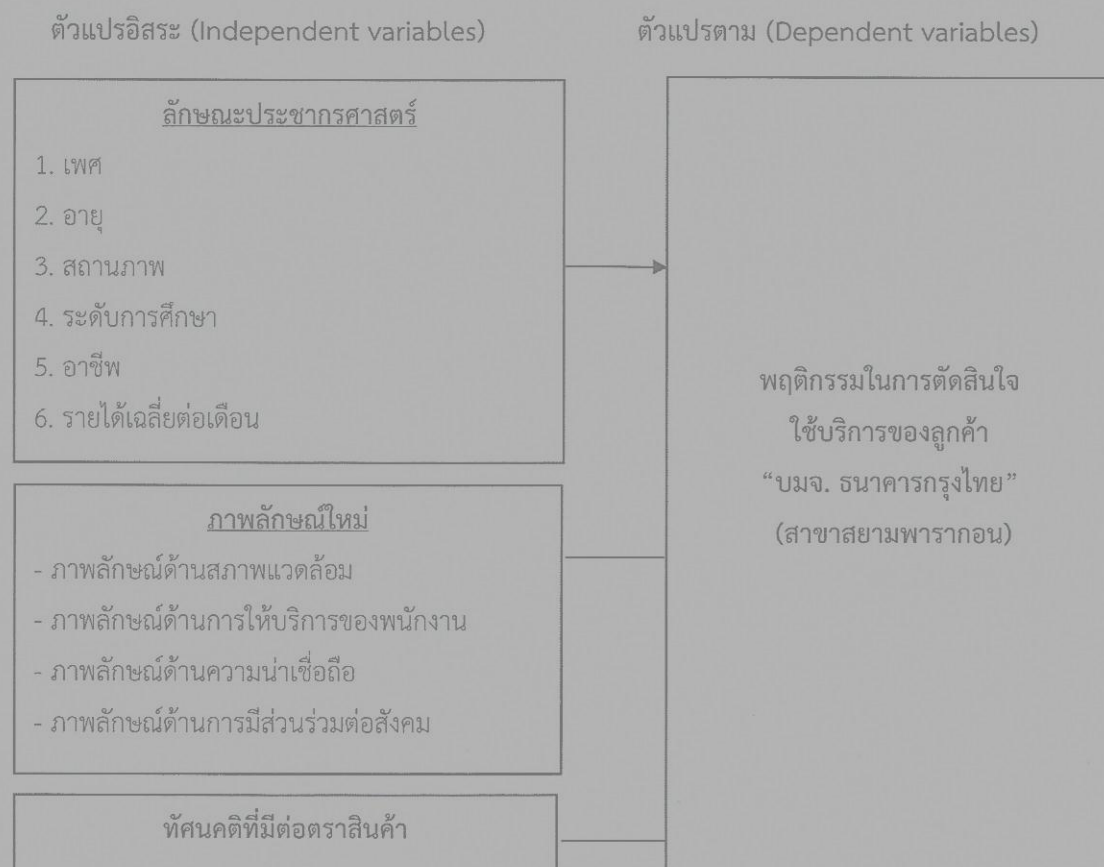 ตัวแปรอิสระ (Independent variables)
ตัวแปรตาม (Dependent variables)
ลักษณะประชากรศาสตร์
1. เพศ
2. อายุ
3. สถานภาพ
4. ระดับการศึกษา
5. อาชีพ
6. รายได้เฉลี่ยต่อเดือน
ภาพลักษณ์ใหม่
- ภาพลักษณ์ด้านสภาพแวดล้อม
- ภาพลักษณ์ด้านการให้บริการของพนักงาน
- ภาพลักษณ์ด้านความน่าเชื่อถือ
- ภาพลักษณ์ด้านการมีส่วนร่วมต่อสังคม
ทัศนคติที่มีต่อตราสินค้า
พฤติกรรมในการตัดสินใจ
ใช้บริการของลูกค้า
“บมจ. ธนาคารกรุงไทย”
(สาขาสยามพารากอน)